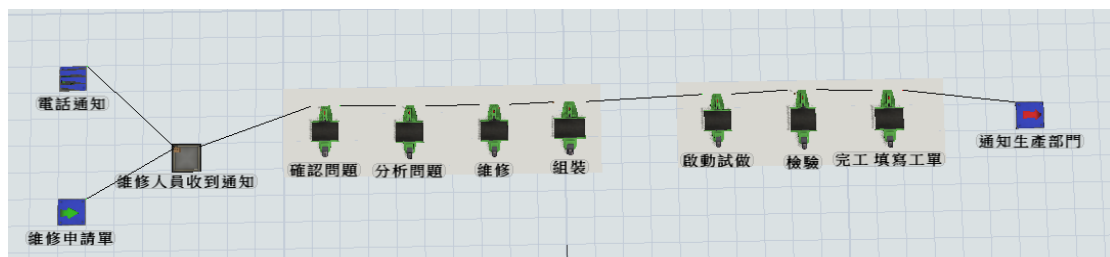 電話通知
維修人員收到通知
維修申請單
確認問題
分析問題
維修
組裝
啟動試做
檢驗
完工 填寫工單
通知生產部門